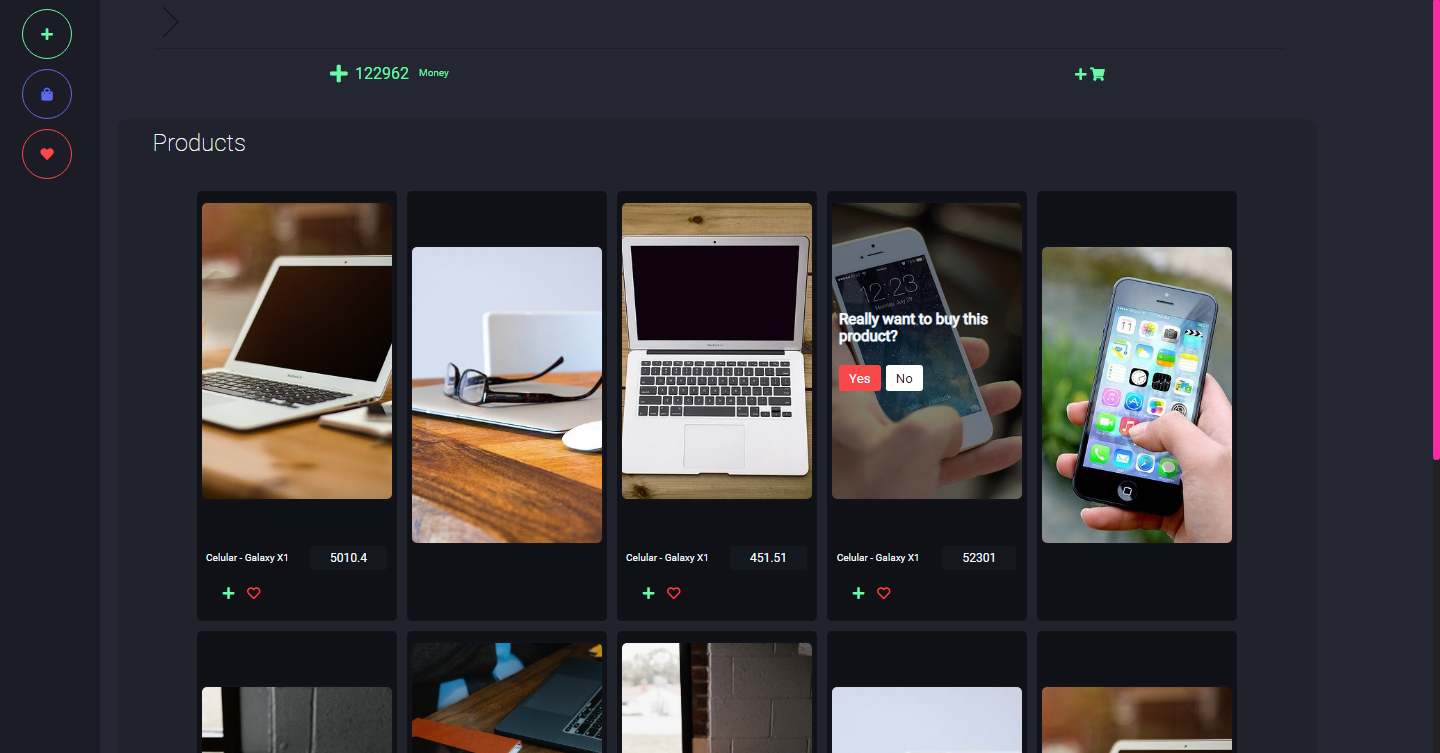 122962 Money
Products
12:23
Really want to buy this
product?
Yes No
11
Celular - Galaxy X1 5010.4
Celular - Galaxy X1 451.51
Celular - Galaxy X1 52301